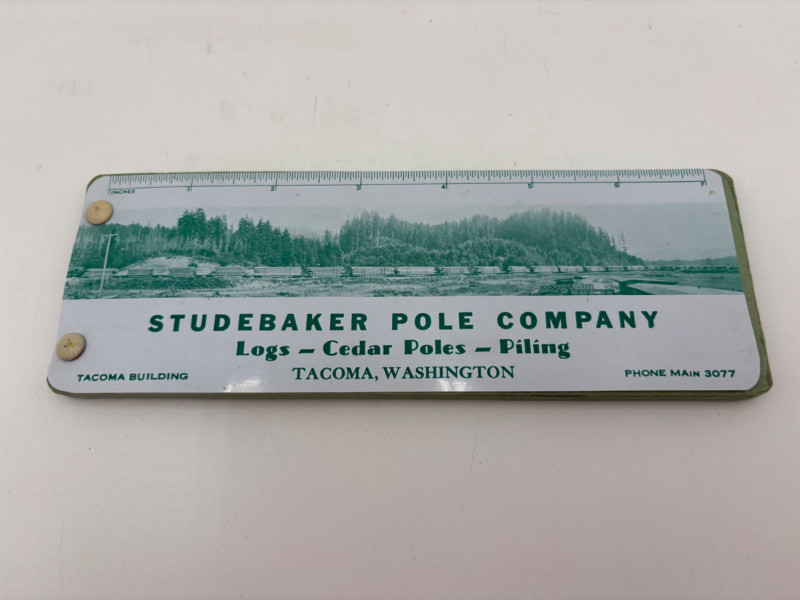 INCHES 1 2 3 4 5 6 7
STUDEBAKER POLE COMPANY
Logs – Cedar Poles – Piling
TACOMA BUILDING TACOMA, WASHINGTON PHONE MAIN 3077